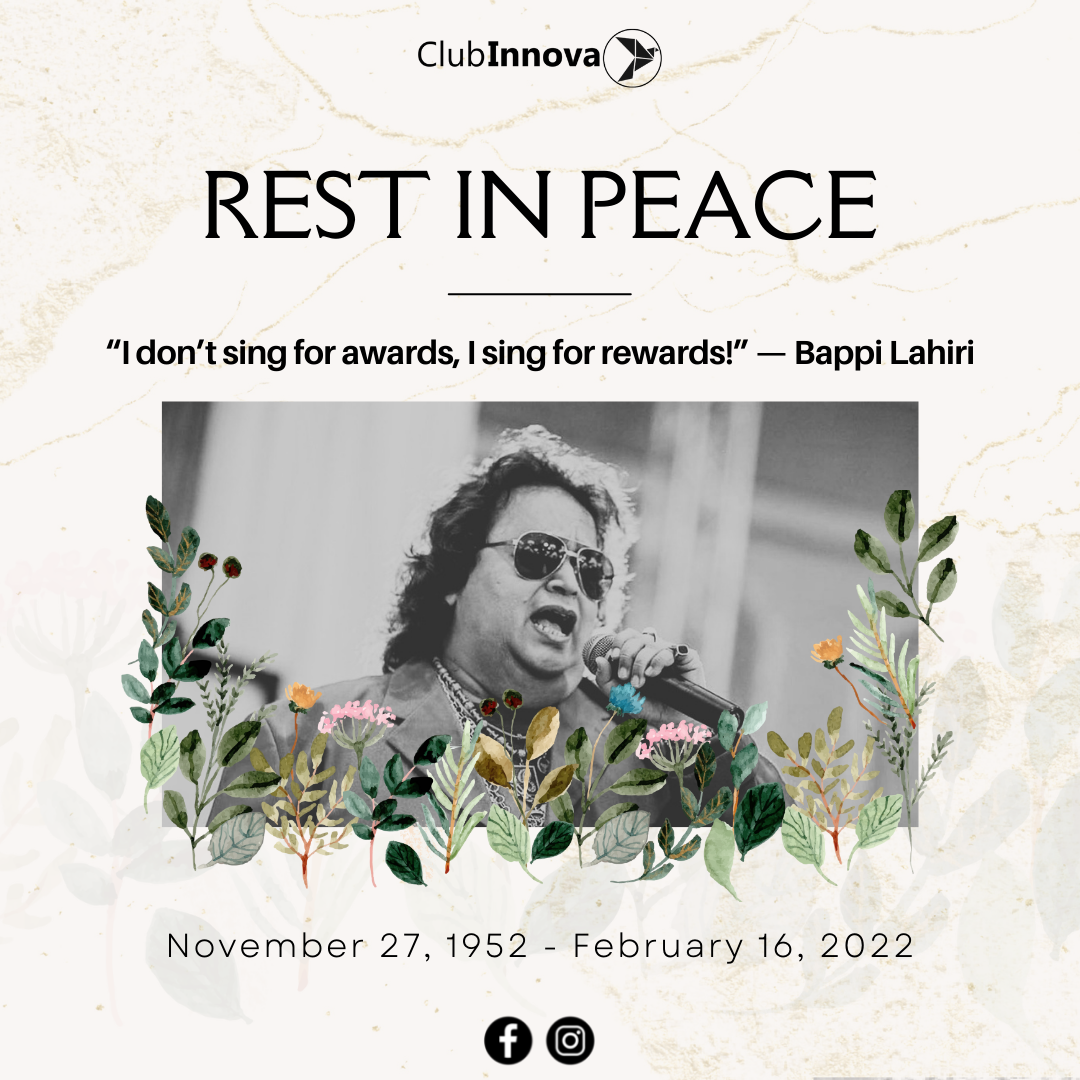 ClubInnova
REST IN PEACE
“I don’t sing for awards, I sing for rewards!” — Bappi Lahiri
November 27, 1952 - February 16, 2022